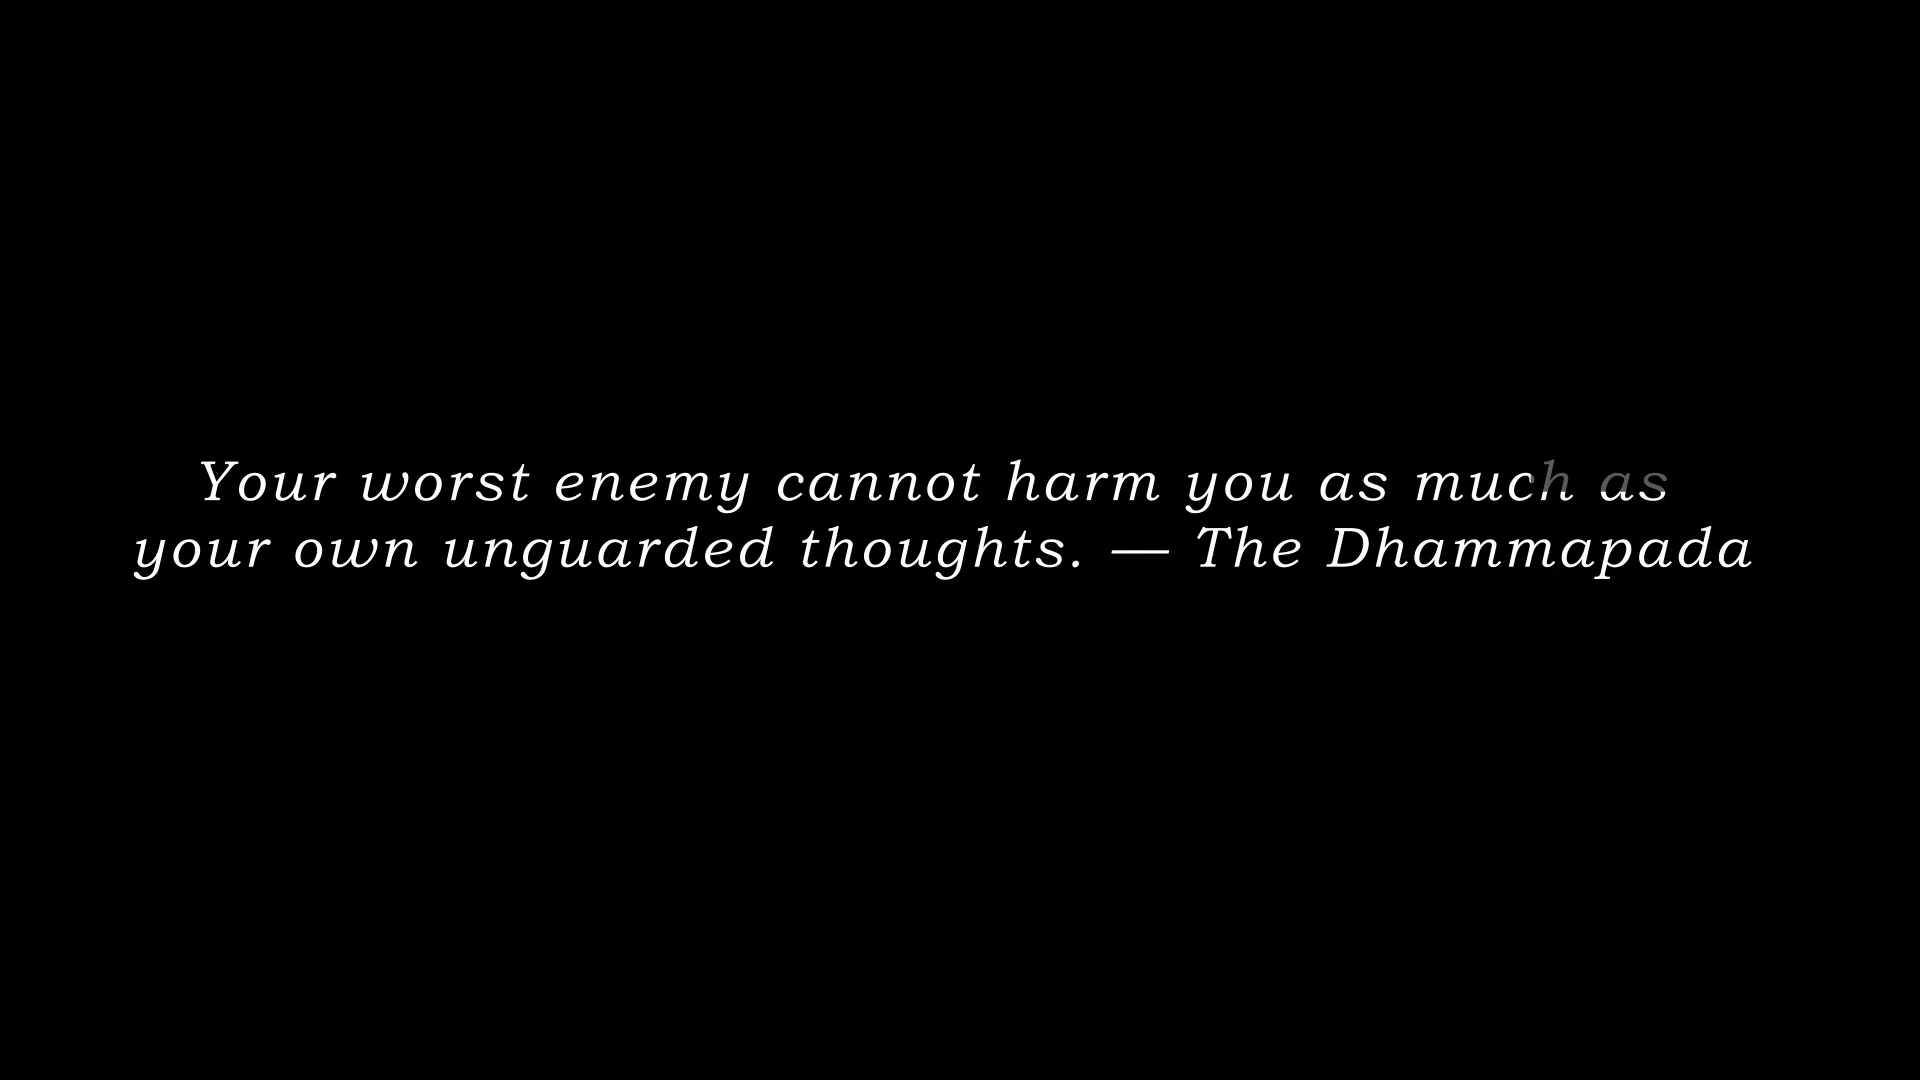 Your worst enemy cannot harm you as much as
your own unguarded thoughts. — The Dhammapada